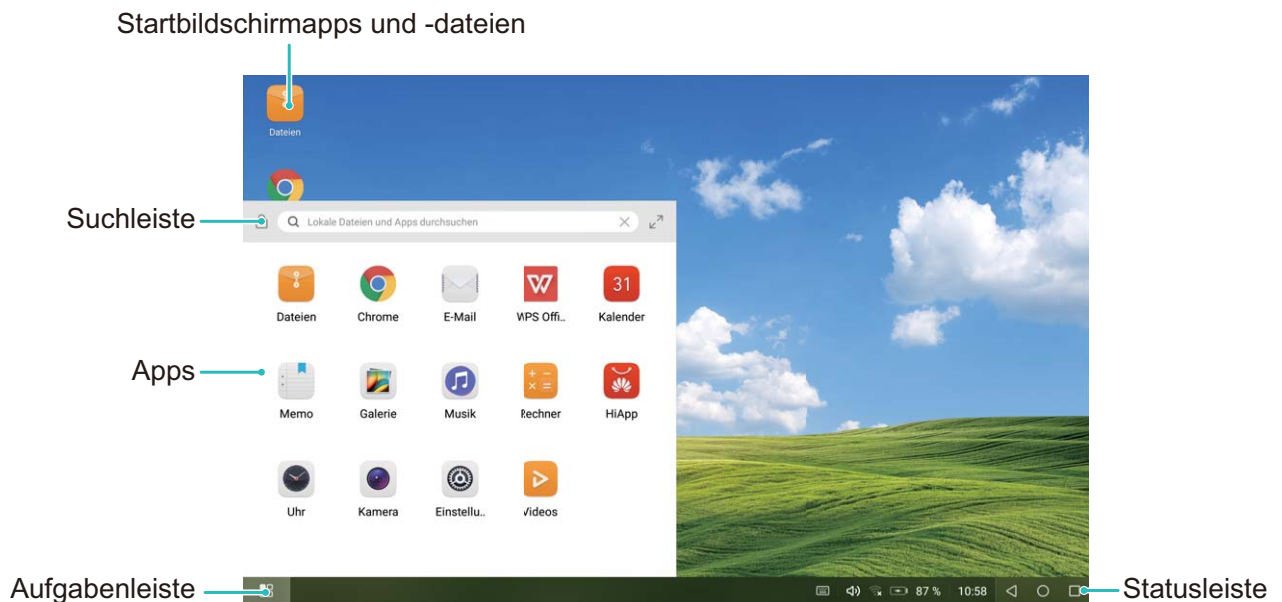 Startbildschirmapps und -dateien
Dateien
Suchleiste
Lokale Dateien und Apps durchsuchen
31
Dateien Chrome E-Mail WPS Offi.. Kalender
Apps
Memo Galerie Musik Rechner HiApp
Uhr Kamera Einstellu.. Videos
Aufgabenleiste
87 % 10:58
Statusleiste